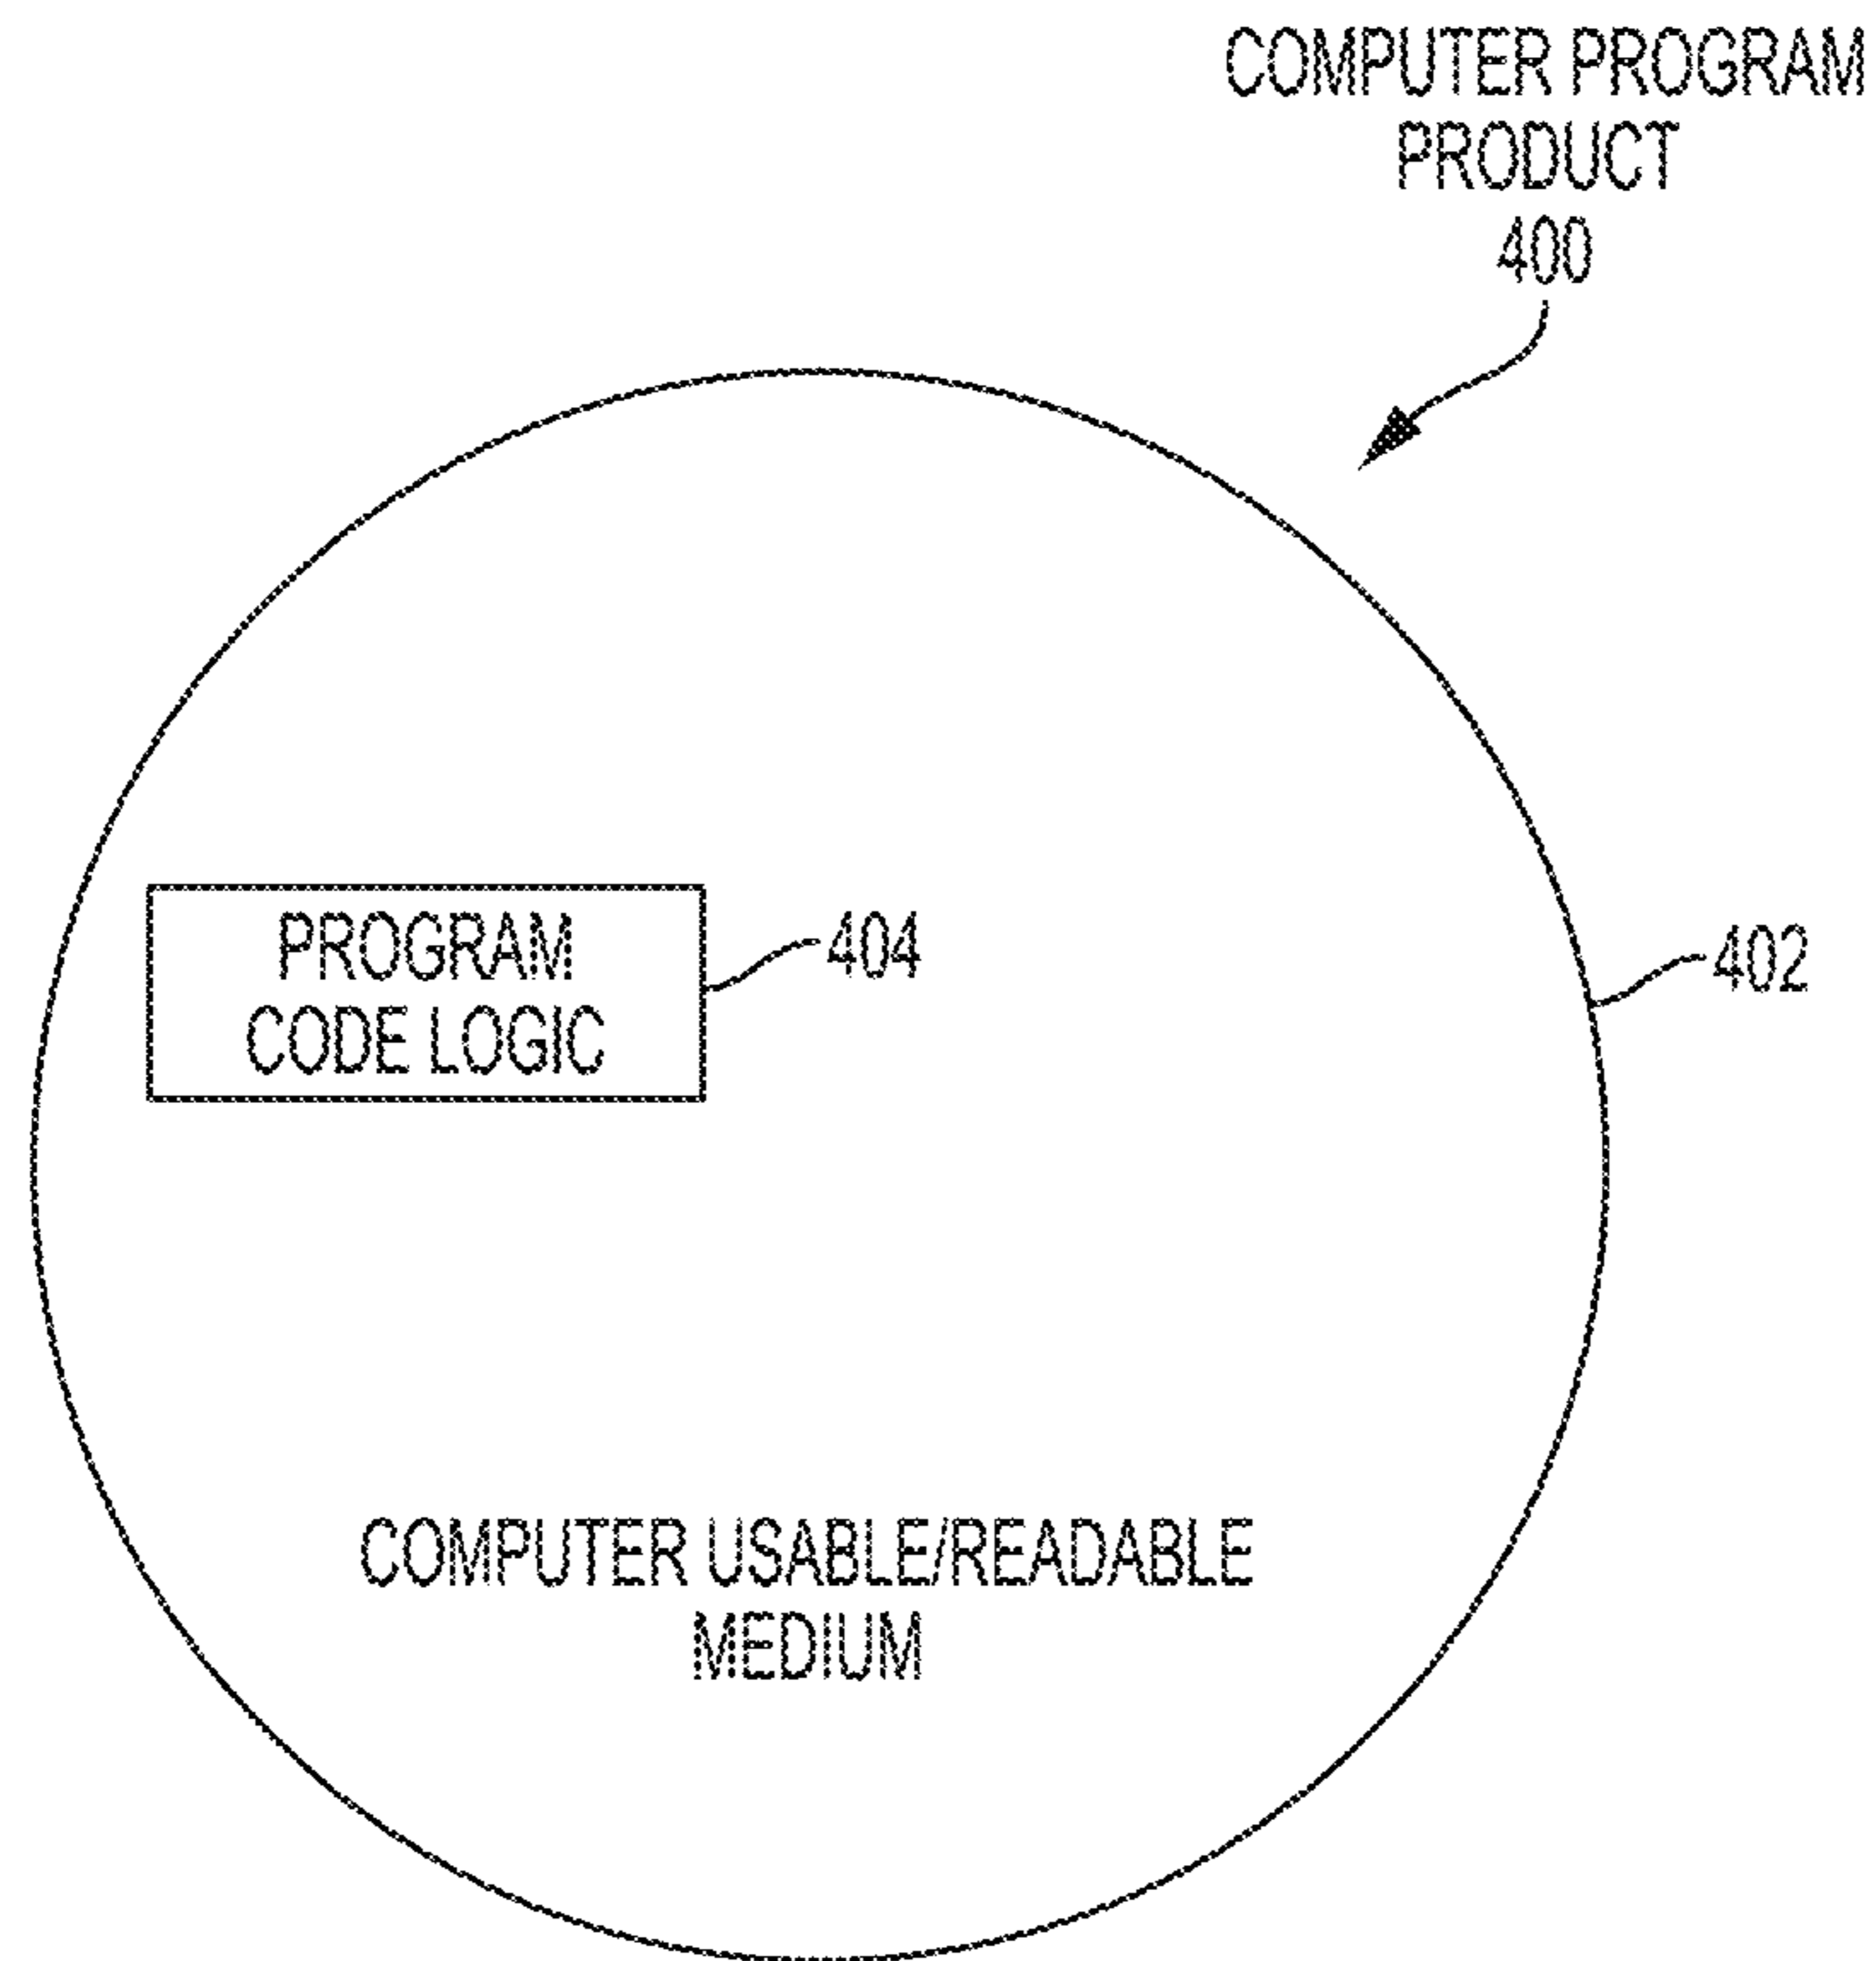 COMPUTER PROGRAM
PRODUCT
400
PROGRAM
CODE LOGIC
404
402
COMPUTER USABLE/READABLE
MEDIUM